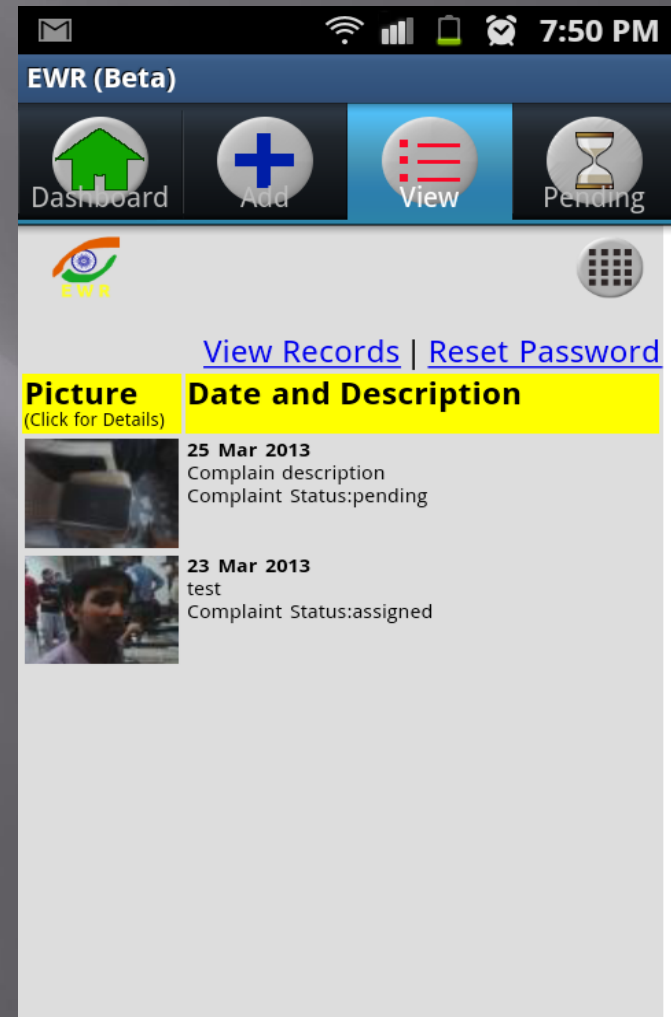 7:50 PM
EWR (Beta)
Dashboard
Add
View
Pending
EWR
View Records | Reset Password
Picture
(Click for Details)
Date and Description
25 Mar 2013
Complain description
Complaint Status:pending
23 Mar 2013
test
Complaint Status:assigned